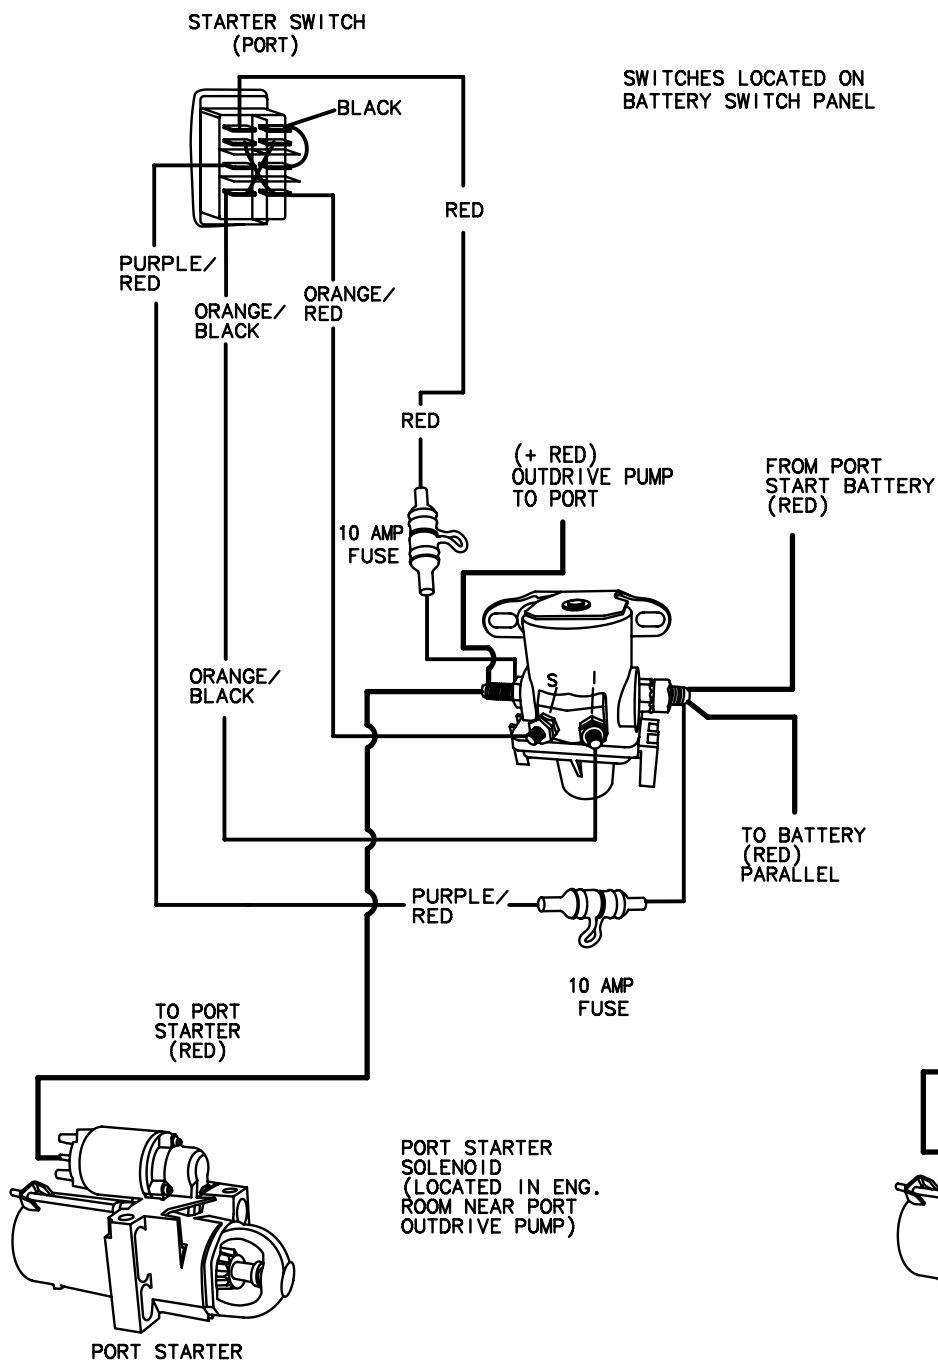 STARTER SWITCH
(PORT)
SWITCHES LOCATED ON
BATTERY SWITCH PANEL
BLACK
RED
PURPLE/
RED
ORANGE/
BLACK
ORANGE/
RED
RED
(+ RED)
OUTDRIVE PUMP
TO PORT
FROM PORT
START BATTERY
(RED)
10 AMP
FUSE
ORANGE/
BLACK
S
I
TO BATTERY
(RED)
PARALLEL
PURPLE/
RED
10 AMP
FUSE
TO PORT
STARTER
(RED)
PORT STARTER
SOLENOID
(LOCATED IN ENG.
ROOM NEAR PORT
OUTDRIVE PUMP)
PORT STARTER